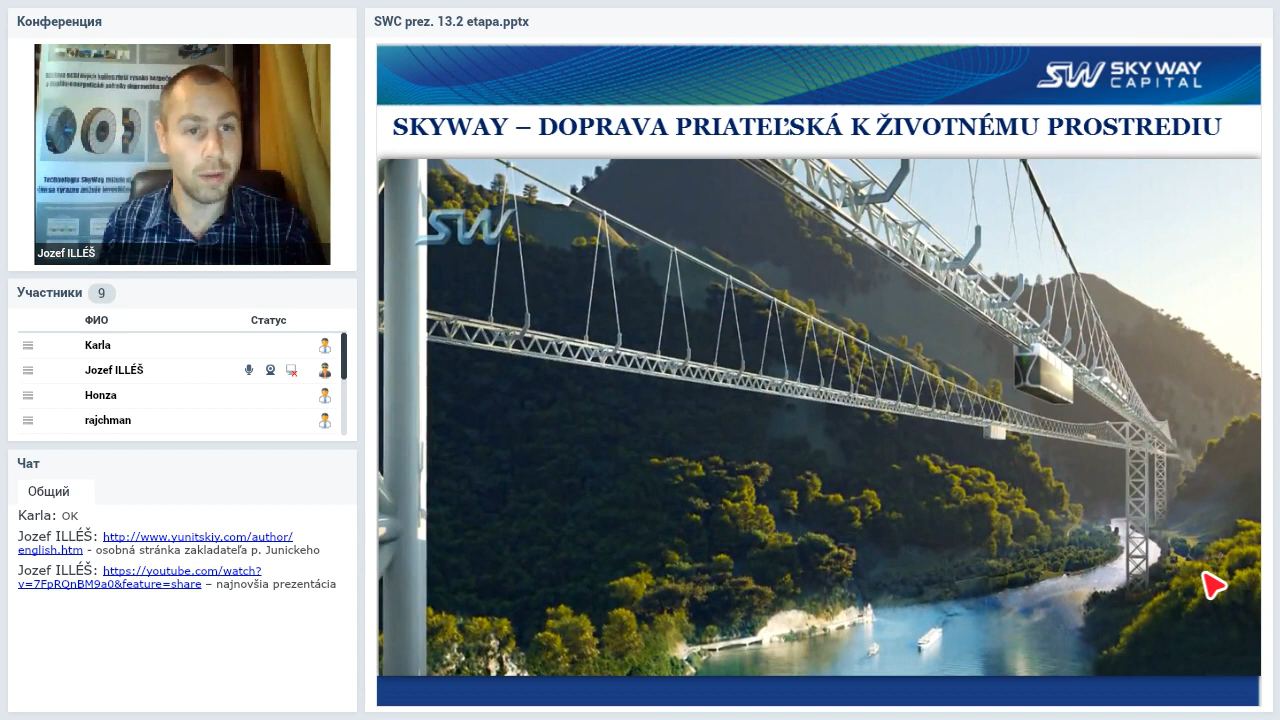 Конференция
Jozef ILLÉŠ
Участники 9
ФИО Статус
Karla
Jozef ILLÉŠ
Honza
rajchman
Чат
Общий
Karla: OK
Jozef ILLÉŠ: http://www.yunitskiy.com/author/
english.htm - osobná stránka zakladateľa p. Junickeho
Jozef ILLÉŠ: https://youtube.com/watch?
v=7FpRQnBM9a0&feature=share – najnovšia prezentácia
SWC prez. 13.2 etapa.pptx
SW SKY WAY
CAPITAL
SKYWAY – DOPRAVA PRIATEĽSKÁ K ŽIVOTNÉMU PROSTREDIU
SW